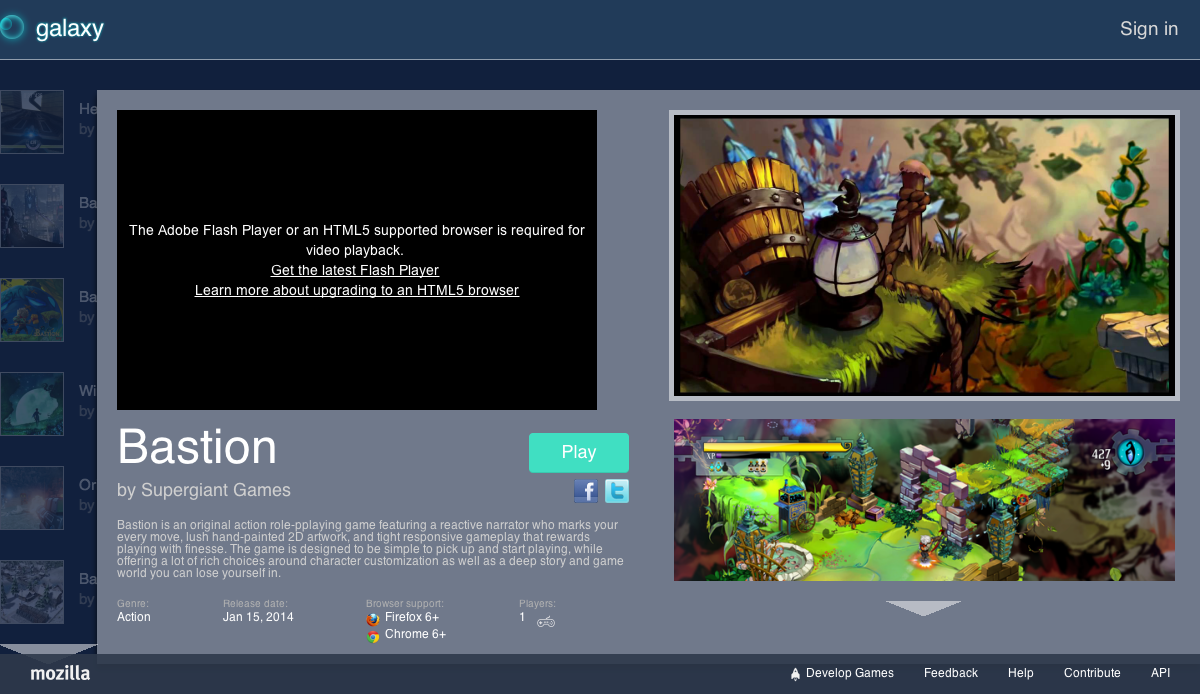 galaxy
Sign in
He
by
Ba
by
Ba
by
Wi
by
Or
by
Ba
by
The Adobe Flash Player or an HTML5 supported browser is required for
video playback.
Get the latest Flash Player
Learn more about upgrading to an HTML5 browser
Bastion
Play
by Supergiant Games
Bastion is an original action role-pplaying game featuring a reactive narrator who marks your
every move, lush hand-painted 2D artwork, and tight responsive gameplay that rewards
playing with finesse. The game is designed to be simple to pick up and start playing, while
offering a lot of rich choices around character customization as well as a deep story and game
world you can lose yourself in.
Genre:
Action
Release date:
Jan 15, 2014
Browser support:
Firefox 6+
Chrome 6+
Players:
1
XP
427
+9
mozilla
Develop Games
Feedback
Help
Contribute
API